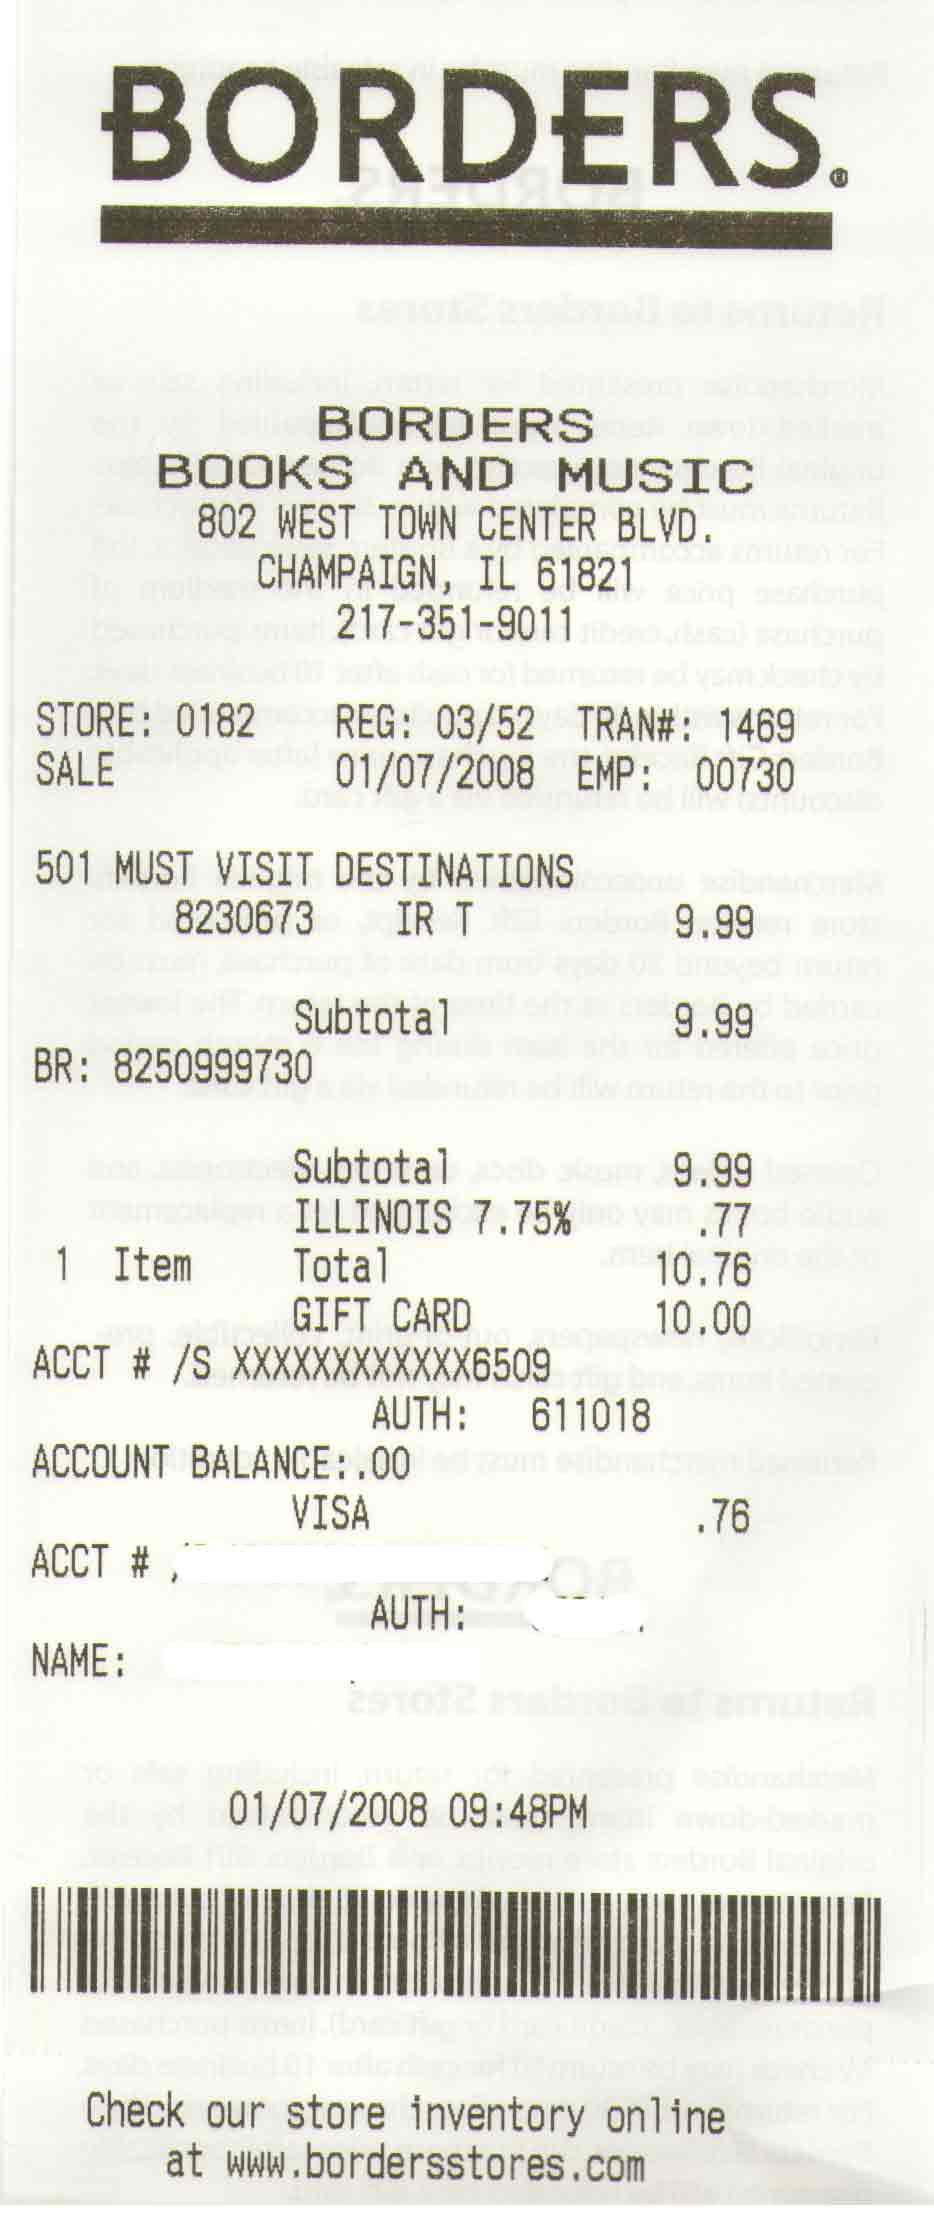 BORDERS®
BORDERS
BOOKS AND MUSIC
802 WEST TOWN CENTER BLVD.
CHAMPAIGN, IL 61821
217-351-9011
STORE: 0182 REG: 03/32 TRAN#: 1469
SALE 01/07/2008 EMP: 00730
501 MUST VISIT DESTINATIONS
8230673 IR T 9.99
Subtotal 9.99
BR: 8250999730
Subtotal 9.99
ILLINOIS 7.75% .77
1 Item Total 10.76
GIFT CARD 10.00
ACCT # /S XXXXXXXXXXXX6509
AUTH: 611018
ACCOUNT BALANCE:.00
VISA .76
ACCT #
AUTH:
NAME:
01/07/2008 09:48PM
Check our store inventory online
at www.bordersstores.com